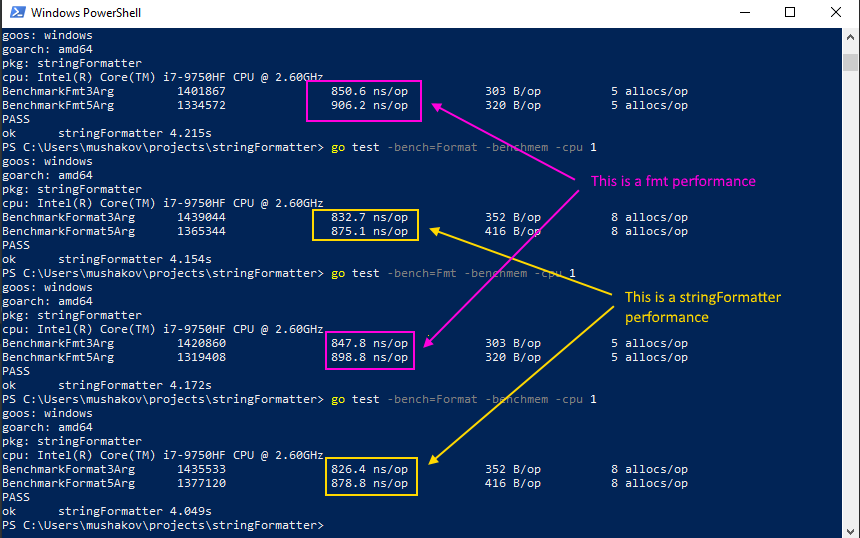 Windows PowerShell
goos: windows
goarch: amd64
pkg: stringFormatter
cpu: Intel(R) Core(TM) i7-9750HF CPU @ 2.60GHz
BenchmarkFmt3Arg 1401867 850.6 ns/op 303 B/op 5 allocs/op
BenchmarkFmt5Arg 1334572 906.2 ns/op 320 B/op 5 allocs/op
PASS
ok stringFormatter 4.215s
PS C:\Users\mushakov\projects\stringFormatter> go test -bench=Format -benchmem -cpu 1
goos: windows
goarch: amd64
This is a fmt performance
pkg: stringFormatter
cpu: Intel(R) Core(TM) i7-9750HF CPU @ 2.60GHz
BenchmarkFormat3Arg 1439044 832.7 ns/op 352 B/op 8 allocs/op
BenchmarkFormat5Arg 1365344 875.1 ns/op 416 B/op 8 allocs/op
PASS
ok stringFormatter 4.154s
PS C:\Users\mushakov\projects\stringFormatter> go test -bench=Fmt -benchmem -cpu 1
goos: windows
This is a stringFormatter
goarch: amd64
pkg: stringFormatter
performance
cpu: Intel(R) Core(TM) i7-9750HF CPU @ 2.60GHz
BenchmarkFmt3Arg 1420860 847.8 ns/op 303 B/op 5 allocs/op
BenchmarkFmt5Arg 1319408 898.8 ns/op 320 B/op 5 allocs/op
PASS
ok stringFormatter 4.172s
PS C:\Users\mushakov\projects\stringFormatter> go test -bench=Format -benchmem -cpu 1
goos: windows
goarch: amd64
pkg: stringFormatter
cpu: Intel(R) Core(TM) i7-9750HF CPU @ 2.60GHz
BenchmarkFormat3Arg 1435533 826.4 ns/op 352 B/op 8 allocs/op
BenchmarkFormat5Arg 1377120 878.8 ns/op 416 B/op 8 allocs/op
PASS
ok stringFormatter 4.049s
PS C:\Users\mushakov\projects\stringFormatter>